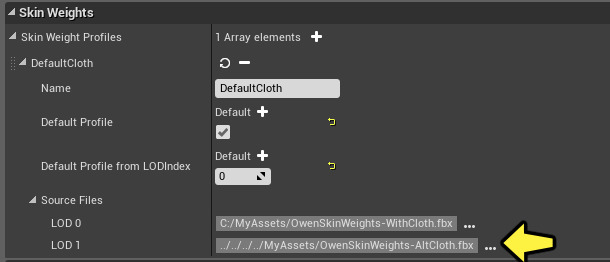 Skin Weights
Skin Weight Profiles 1 Array elements
DefaultCloth
Name DefaultCloth
Default
Default Profile
Default
Default Profile from LODIndex
0
Source Files
LOD 0 C:/MyAssets/OwenSkinWeights-WithCloth.fbx ...
LOD 1 ../../../../MyAssets/OwenSkinWeights-AltCloth.fbx ...